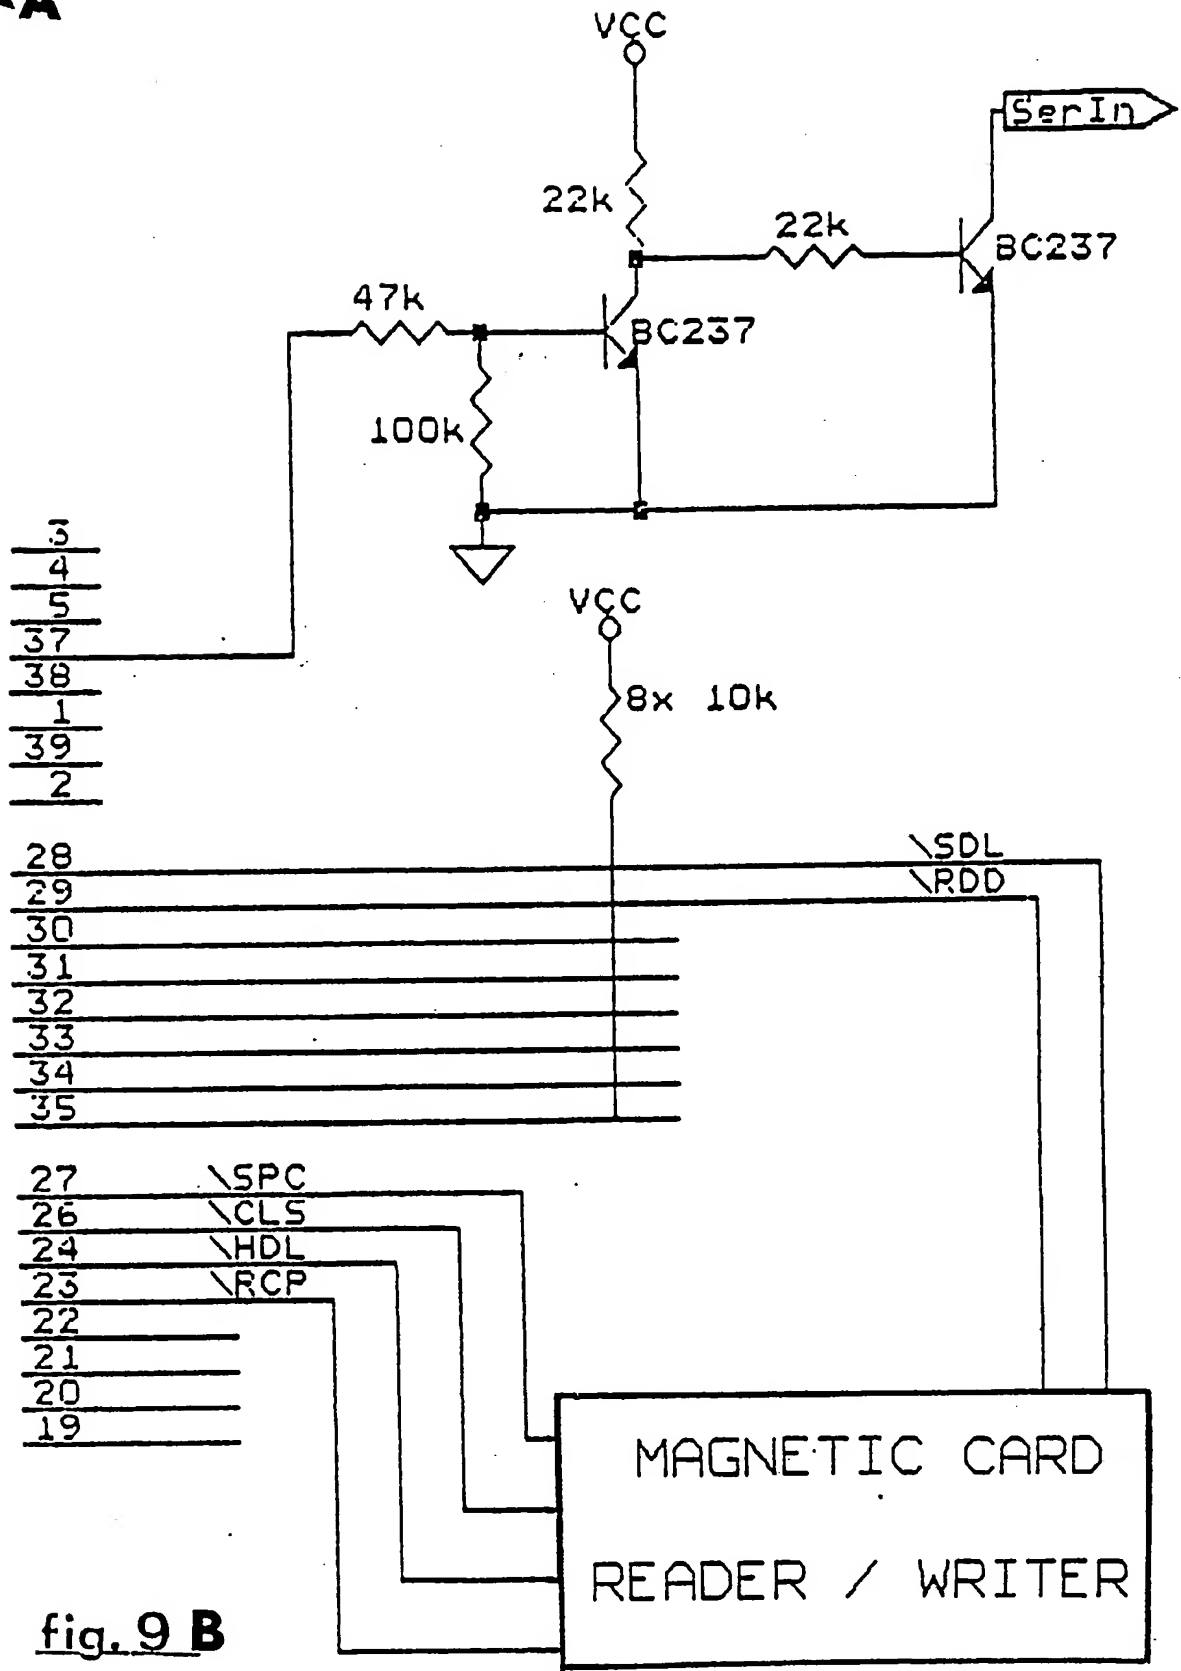 VCC
SerIn
22k
22k
BC237
47k
BC237
100k
3
4
5
37
38
1
39
2
VCC
8x 10k
28 \SDL
29 \RDD
30
31
32
33
34
35
27 \SPC
26 \CLS
24 \HDL
23 \RCP
22
21
20
19
MAGNETIC CARD
READER / WRITER
fig. 9 B